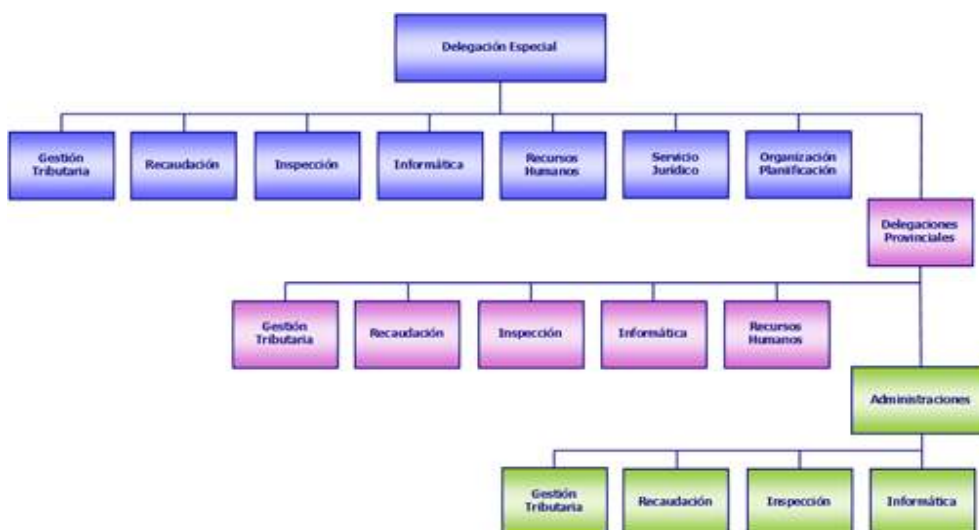 Delegación Especial
Gestión
Tributaria
Recaudación
Inspección
Informática
Recursos
Humanos
Servicio
Jurídico
Organización
Planificación
Delegaciones
Provinciales
Gestión
Tributaria
Recaudación
Inspección
Informática
Recursos
Humanos
Administraciones
Gestión
Tributaria
Recaudación
Inspección
Informática